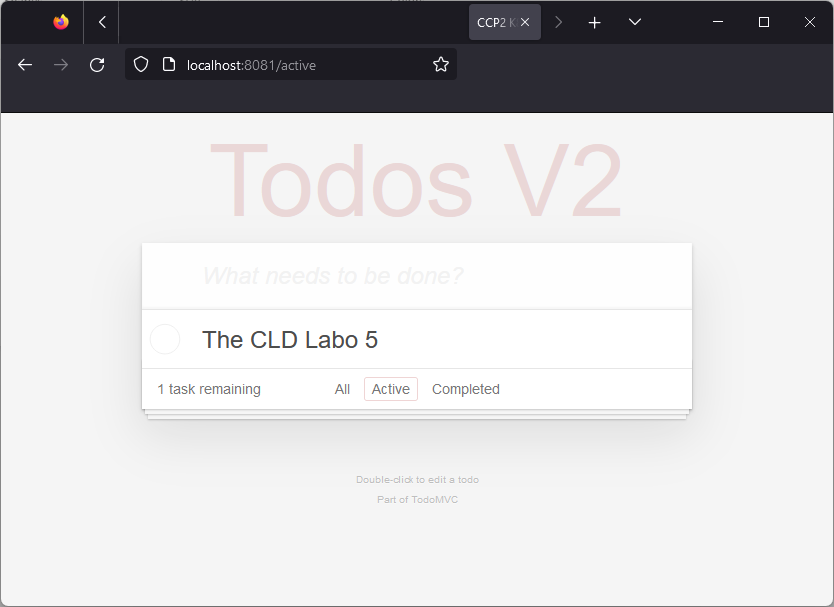 CCP2 K
localhost:8081/active
Todos V2
What needs to be done?
The CLD Labo 5
1 task remaining
All
Active
Completed
Double-click to edit a todo
Part of TodoMVC